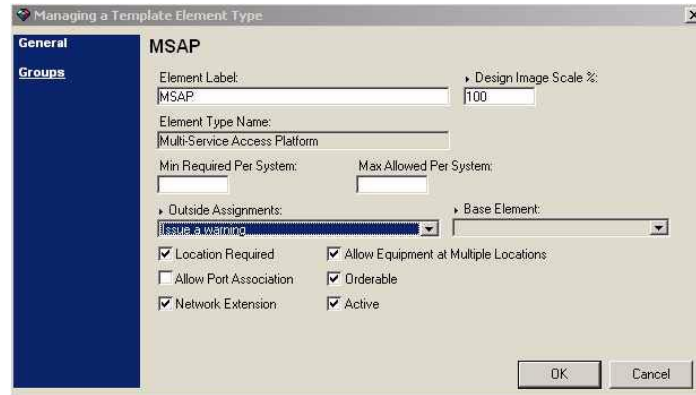 Managing a Template Element Type
General
Groups
MSAP
Element Label:
Design Image Scale %:
MSAP
100
Element Type Name:
Multi-Service Access Platform
Min Required Per System:
Max Allowed Per System:
Outside Assignments:
Base Element:
Issue a warning
Location Required
Allow Equipment at Multiple Locations
Allow Port Association
Orderable
Network Extension
Active
OK
Cancel